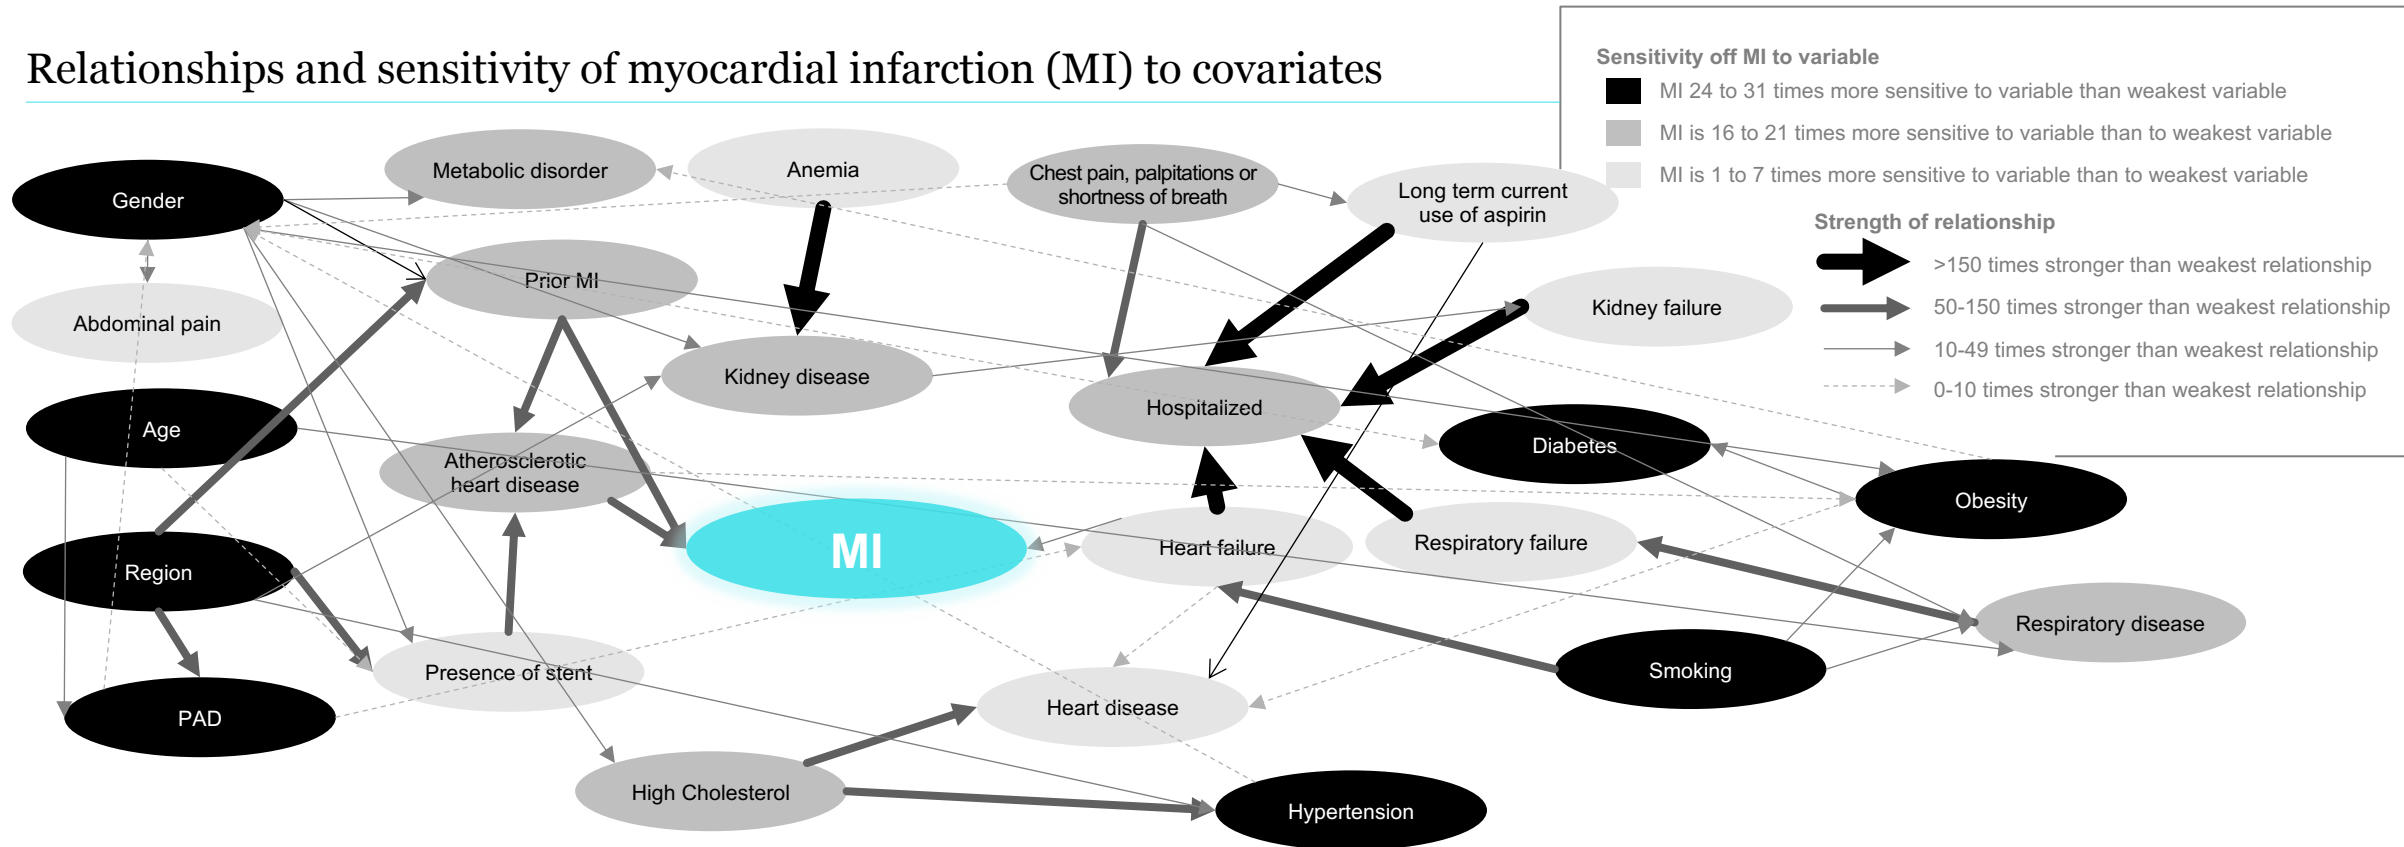 Relationships and sensitivity of myocardial infarction (MI) to covariates
Sensitivity off MI to variable
MI 24 to 31 times more sensitive to variable than weakest variable
MI is 16 to 21 times more sensitive to variable than to weakest variable
MI is 1 to 7 times more sensitive to variable than to weakest variable
Strength of relationship
>150 times stronger than weakest relationship
50-150 times stronger than weakest relationship
10-49 times stronger than weakest relationship
0-10 times stronger than weakest relationship
Gender
Metabolic disorder
Anemia
Chest pain, palpitations or
shortness of breath
Long term current
use of aspirin
Prior MI
Abdominal pain
Kidney failure
Kidney disease
Hospitalized
Age
Diabetes
Atherosclerotic
heart disease
Obesity
MI
Heart failure
Respiratory failure
Region
Respiratory disease
Presence of stent
Smoking
PAD
Heart disease
High Cholesterol
Hypertension